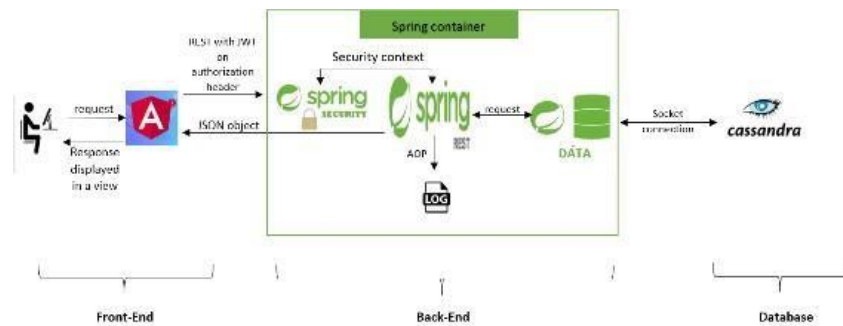 Spring container
REST with JWT
on
authorization
header
Security context
request
spring
SECURITY
spring
REST
request
DATA
Socket
connection
cassandra
JSON object
Response
displayed
in a view
AOP
LOG
Front-End
Back-End
Database